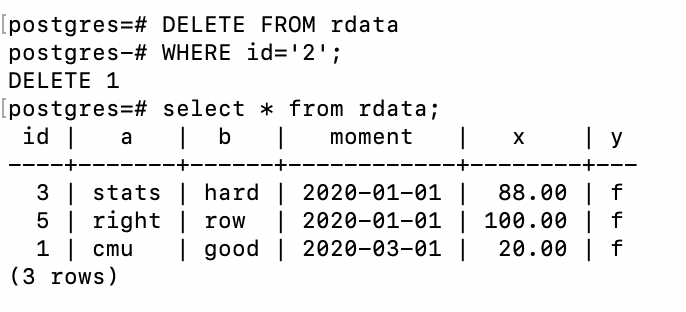 [postgres=# DELETE FROM rdata
postgres-# WHERE id='2';
DELETE 1
[postgres=# select * from rdata;
 id |   a   |  b   |   moment   |   x    | y
----+-------+------+------------+--------+---
  3 | stats | hard | 2020-01-01 |  88.00 | f
  5 | right | row  | 2020-01-01 | 100.00 | f
  1 | cmu   | good | 2020-03-01 |  20.00 | f
(3 rows)